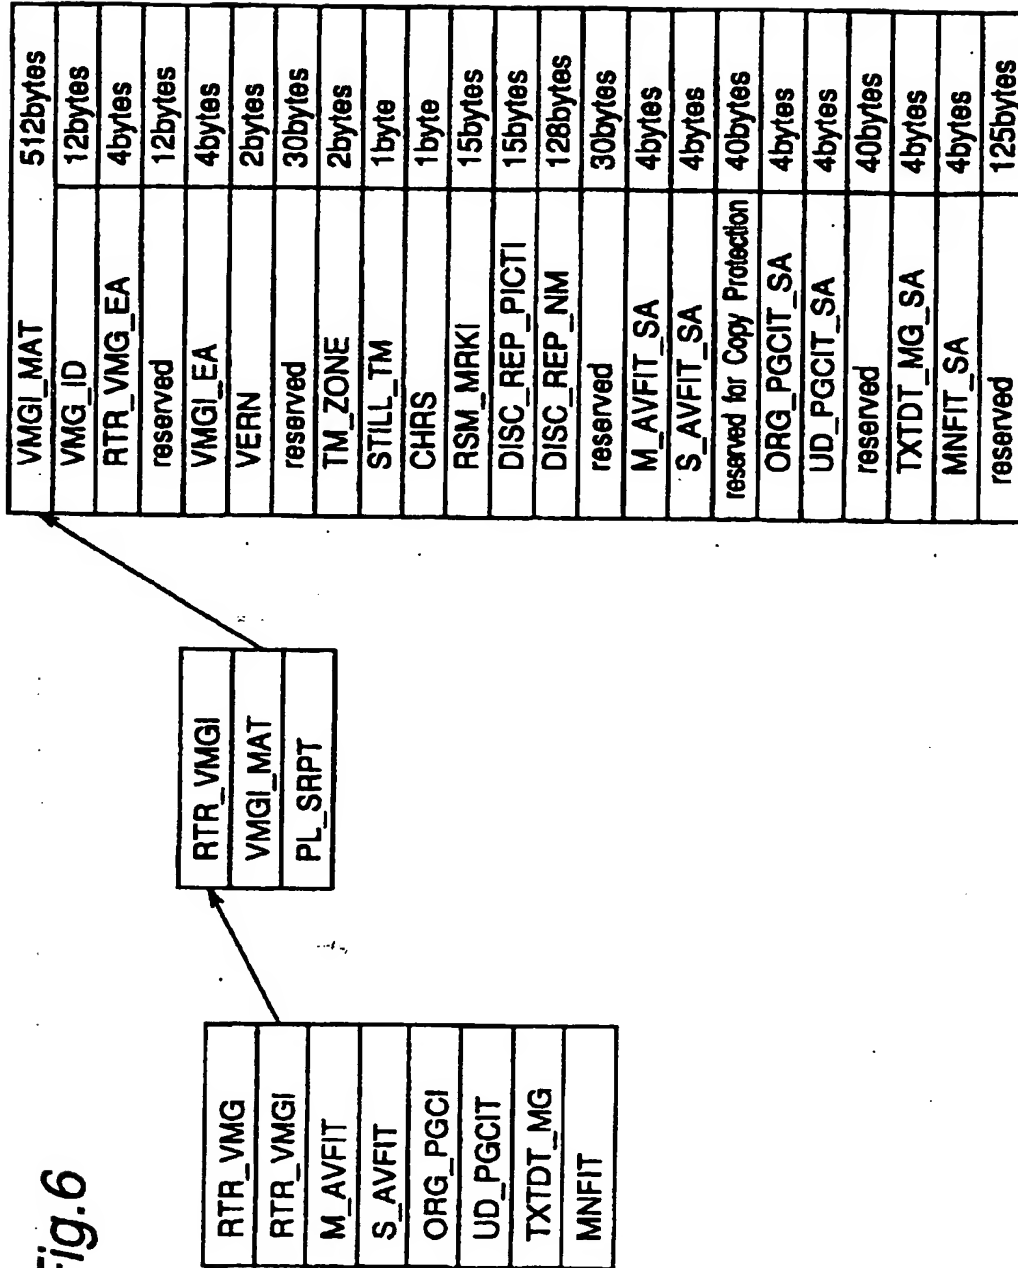 Fig.6
RTR_VMG
RTR_VMGI
M_AVFIT
S_AVFIT
ORG_PGCI
UD_PGCIT
TXTDT_MG
MNFIT
RTR_VMGI
VMGI_MAT
PL_SRPT
VMGI_MAT 512bytes
VMG_ID 12bytes
RTR_VMG_EA 4bytes
reserved 12bytes
VMGI_EA 4bytes
VERN 2bytes
reserved 30bytes
TM_ZONE 2bytes
STILL_TM 1byte
CHRS 1byte
RSM_MRKI 15bytes
DISC_REP_PICTI 15bytes
DISC_REP_NM 128bytes
reserved 30bytes
M_AVFIT_SA 4bytes
S_AVFIT_SA 4bytes
reserved for Copy Protection 40bytes
ORG_PGCIT_SA 4bytes
UD_PGCIT_SA 4bytes
reserved 40byte
TXTDT_MG_SA 4bytes
MNFIT_SA 4bytes
reserved 125bytes